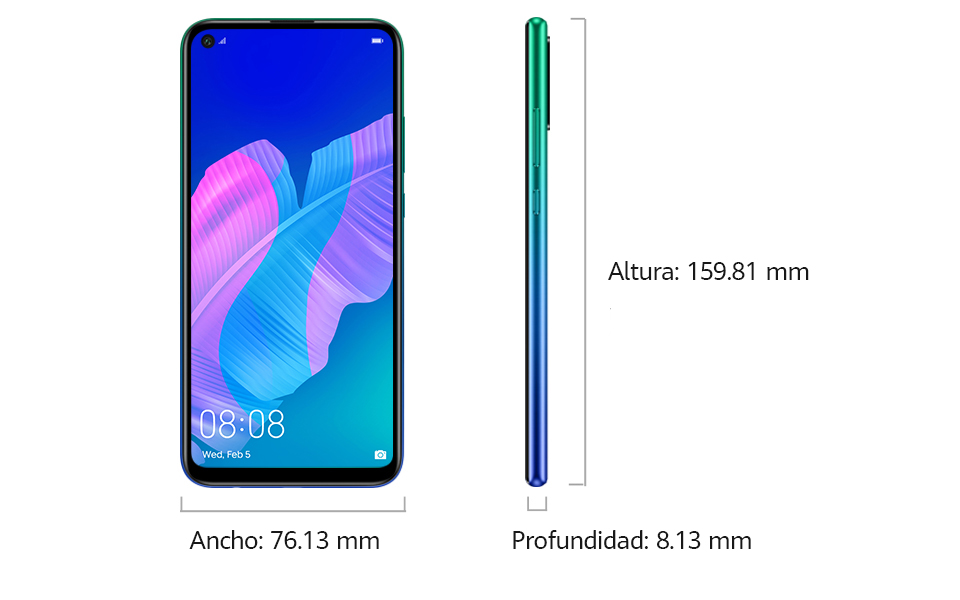 08:08
Wed, Feb 5
Altura: 159.81 mm
Ancho: 76.13 mm
Profundidad: 8.13 mm